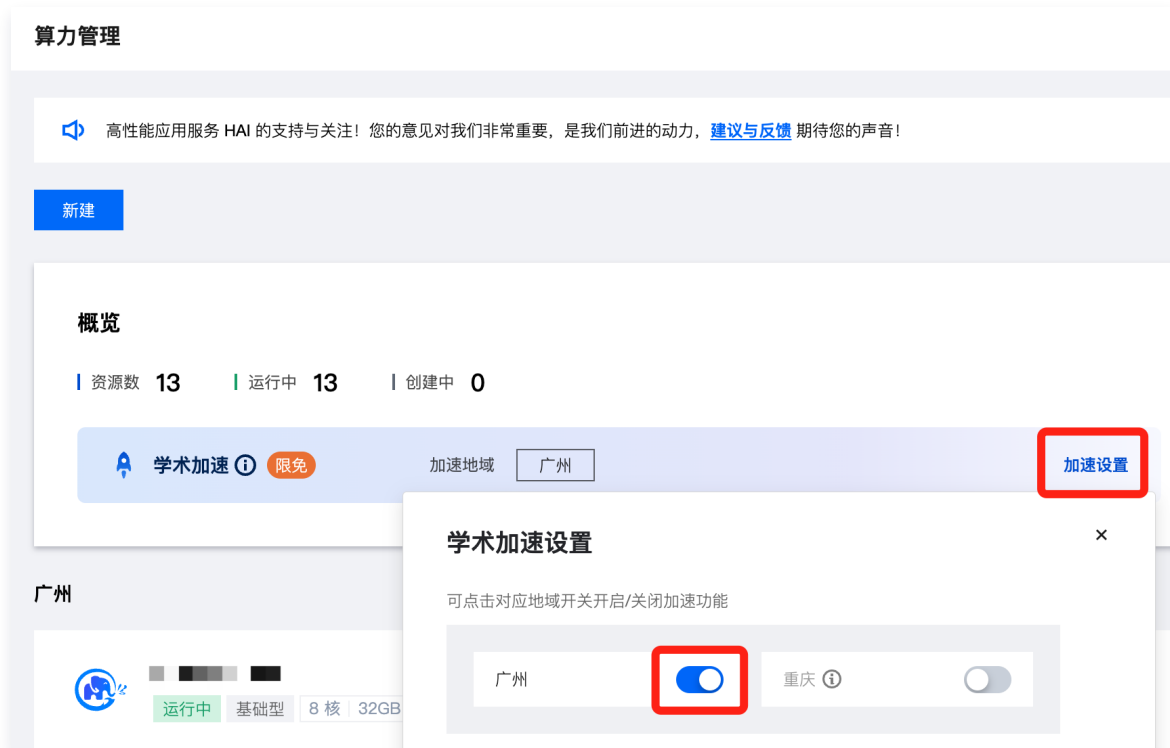 算力管理
高性能应用服务 HAI 的支持与关注！您的意见对我们非常重要，是我们前进的动力，建议与反馈 期待您的声音！
新建
概览
资源数 13 运行中 13 创建中 0
学术加速 限免 加速地域 广州 加速设置
学术加速设置
可点击对应地域开关开启/关闭加速功能
广州 重庆
广州
运行中 基础型 8 核 32GB